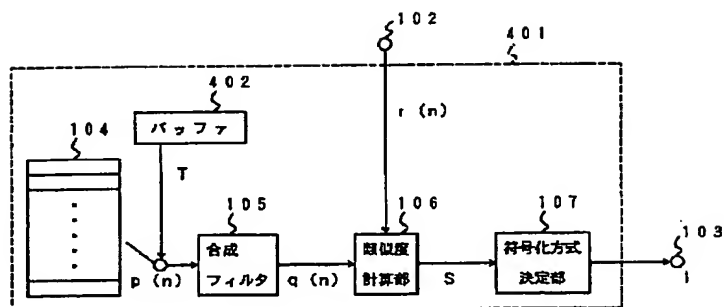 102
401
402
バッファ
r (n)
104
T
105
106
107
103
合成
フィルタ
類似度
計算部
符号化方式
決定部
p (n)
q (n)
S
I